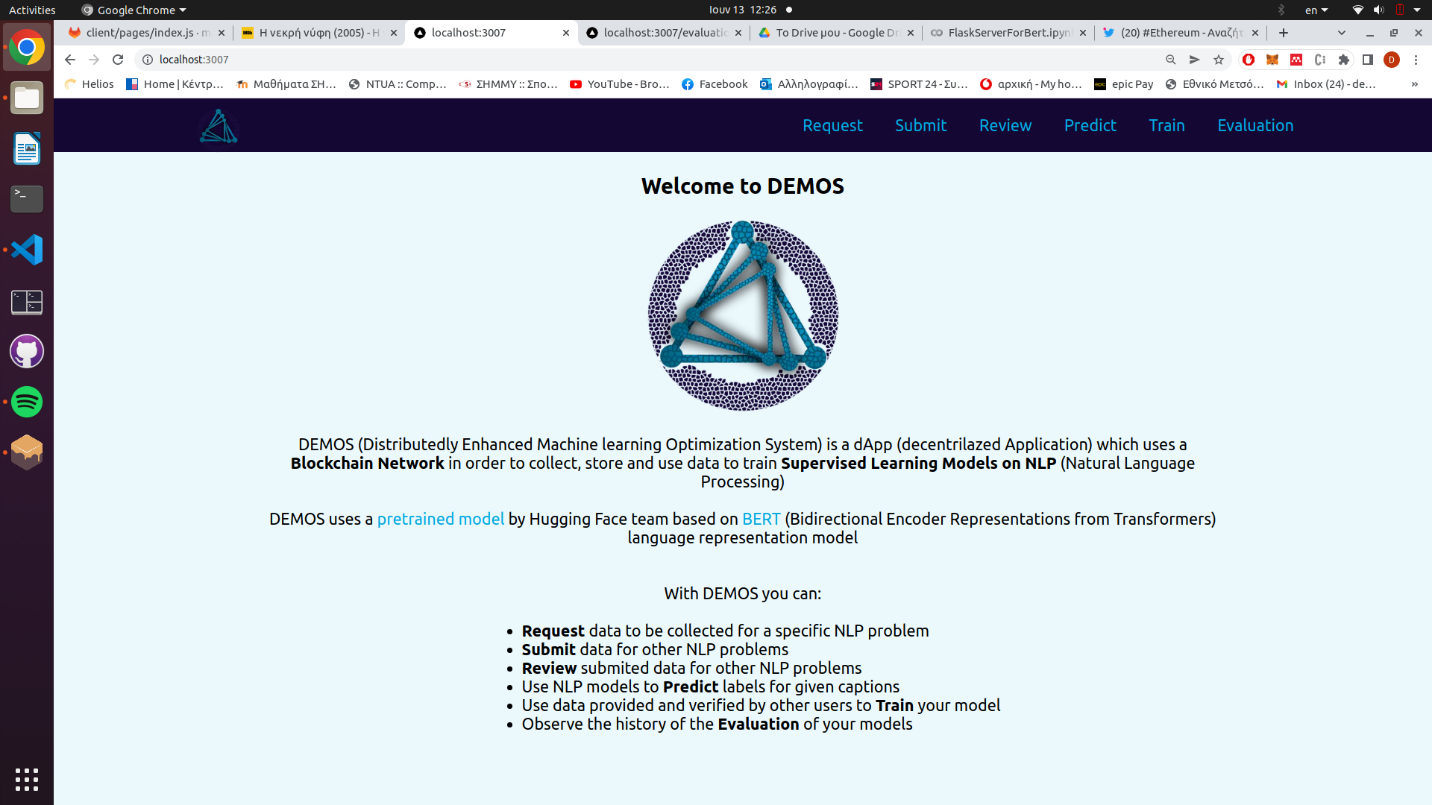 Activities Google Chrome Ιουν 13 12:26 en
client/pages/index.js · m Η νεκρή νύφη (2005) - Η localhost:3007 localhost:3007/evaluatio Το Drive μου - Google Dr FlaskServerForBert.ipynb (20) #Ethereum - Αναζήτ
localhost:3007 D
Helios Home | Κέντρ… Μαθήματα ΣΗ… NTUA :: Comp… ΣΗΜΜΥ :: Σπο… YouTube - Bro… Facebook Αλληλογραφί… SPORT 24 - Συ… αρχική - My ho… epic Pay Εθνικό Μετσό… Inbox (24) - de… »
Request Submit Review Predict Train Evaluation
Welcome to DEMOS
DEMOS (Distributedly Enhanced Machine learning Optimization System) is a dApp (decentrilazed Application) which uses a
Blockchain Network in order to collect, store and use data to train Supervised Learning Models on NLP (Natural Language
Processing)
DEMOS uses a pretrained model by Hugging Face team based on BERT (Bidirectional Encoder Representations from Transformers)
language representation model
With DEMOS you can:
• Request data to be collected for a specific NLP problem
• Submit data for other NLP problems
• Review submited data for other NLP problems
• Use NLP models to Predict labels for given captions
• Use data provided and verified by other users to Train your model
• Observe the history of the Evaluation of your models